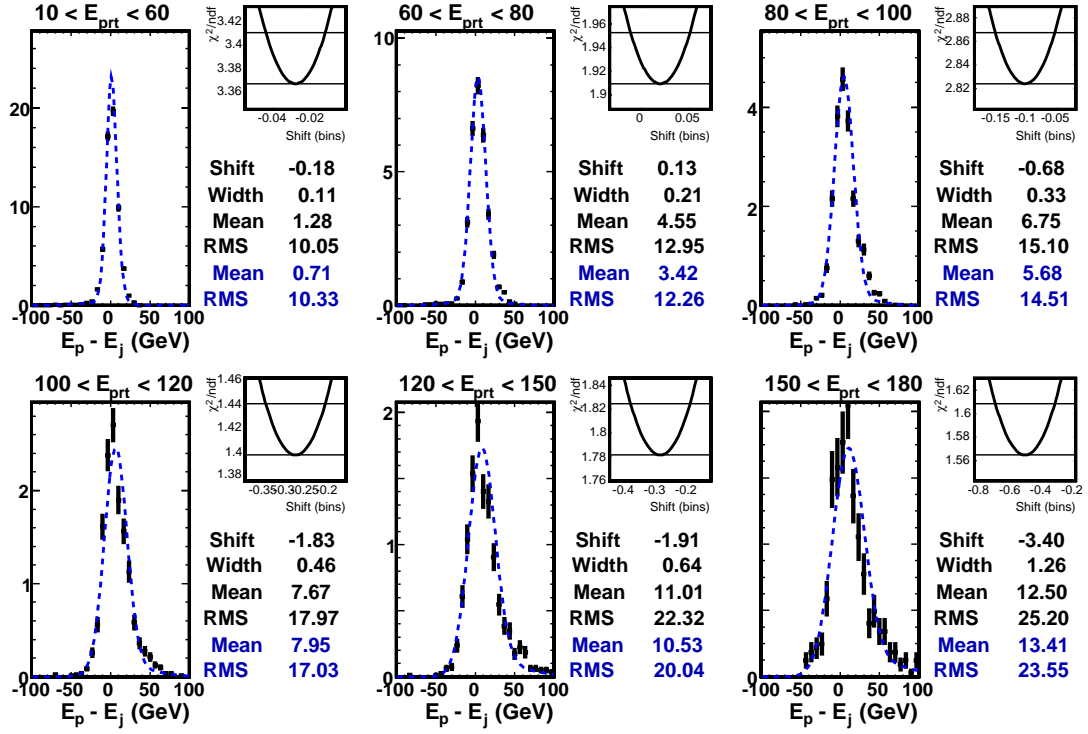 10 < E_prt < 60
χ²/ndf
3.42
3.4
3.38
3.36
-0.04 -0.02
Shift (bins)
20
10
0
-100 -50 0 50 100
E_p - E_j (GeV)
Shift -0.18
Width 0.11
Mean 1.28
RMS 10.05
Mean 0.71
RMS 10.33
60 < E_prt < 80
χ²/ndf
1.96
1.94
1.92
1.9
0 0.05
Shift (bins)
10
5
0
-100 -50 0 50 100
E_p - E_j (GeV)
Shift 0.13
Width 0.21
Mean 4.55
RMS 12.95
Mean 3.42
RMS 12.26
80 < E_prt < 100
χ²/ndf
2.88
2.86
2.84
2.82
-0.15 -0.1 -0.05
Shift (bins)
4
2
0
-100 -50 0 50 100
E_p - E_j (GeV)
Shift -0.68
Width 0.33
Mean 6.75
RMS 15.10
Mean 5.68
RMS 14.51
100 < E_prt < 120
χ²/ndf
1.46
1.44
1.42
1.4
1.38
-0.35-0.3-0.25-0.2
Shift (bins)
2
1
0
-100 -50 0 50 100
E_p - E_j (GeV)
Shift -1.83
Width 0.46
Mean 7.67
RMS 17.97
Mean 7.95
RMS 17.03
120 < E_prt < 150
χ²/ndf
1.84
1.82
1.8
1.78
1.76
-0.4 -0.2
Shift (bins)
2
1
0
-100 -50 0 50 100
E_p - E_j (GeV)
Shift -1.91
Width 0.64
Mean 11.01
RMS 22.32
Mean 10.53
RMS 20.04
150 < E_prt < 180
χ²/ndf
1.62
1.6
1.58
1.56
-0.8 -0.6 -0.4 -0.2
Shift (bins)
2
1
0
-100 -50 0 50 100
E_p - E_j (GeV)
Shift -3.40
Width 1.26
Mean 12.50
RMS 25.20
Mean 13.41
RMS 23.55